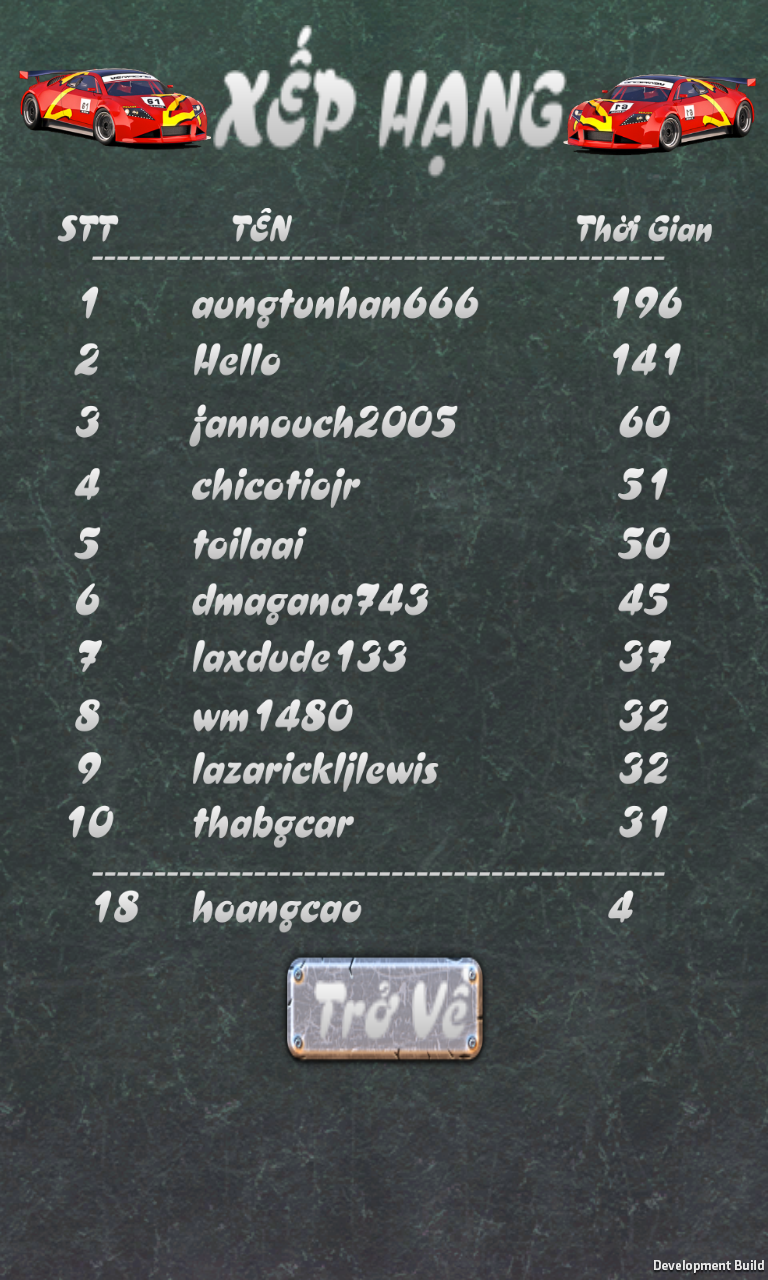 XẾP HẠNG
STT TÊN Thời Gian
1 aungtunhan666 196
2 Hello 141
3 jannouch2005 60
4 chicotiojr 51
5 toilaai 50
6 dmagana743 45
7 laxdude133 37
8 wm1480 32
9 lazarickljlewis 32
10 thabgcar 31
18 hoangcao 4
Trở Về
Development Build